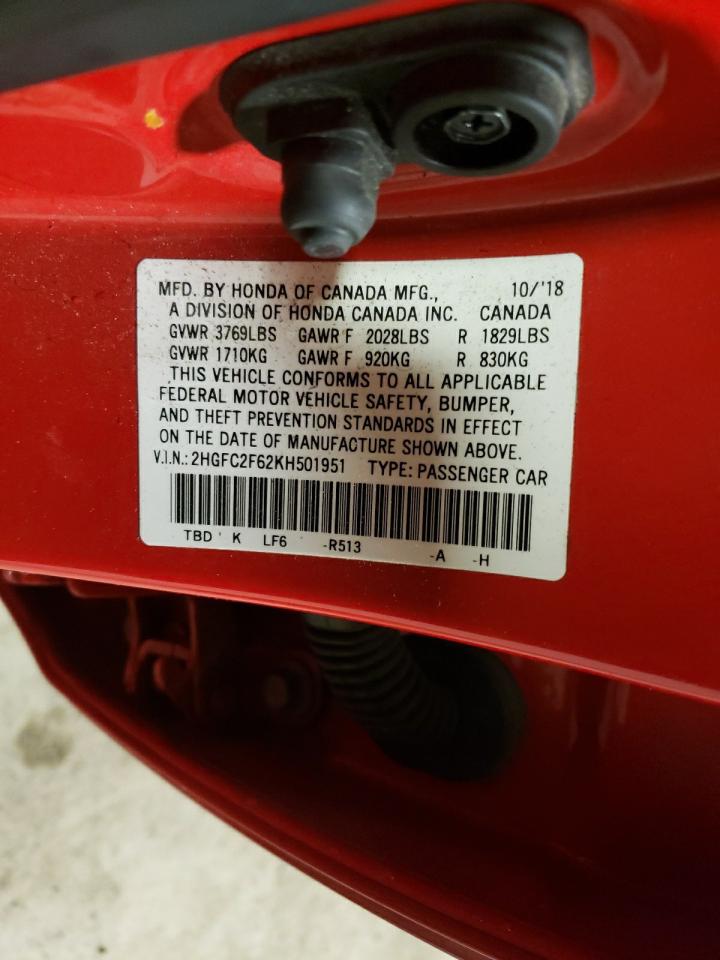 MFD. BY HONDA OF CANADA MFG., 10/'18
A DIVISION OF HONDA CANADA INC. CANADA
GVWR 3769LBS GAWR F 2028LBS R 1829LBS
GVWR 1710KG GAWR F 920KG R 830KG
THIS VEHICLE CONFORMS TO ALL APPLICABLE
FEDERAL MOTOR VEHICLE SAFETY, BUMPER,
AND THEFT PREVENTION STANDARDS IN EFFECT
ON THE DATE OF MANUFACTURE SHOWN ABOVE.
V.I.N.: 2HGFC2F62KH501951 TYPE: PASSENGER CAR
TBD ' K LF6 -R513 -A -H